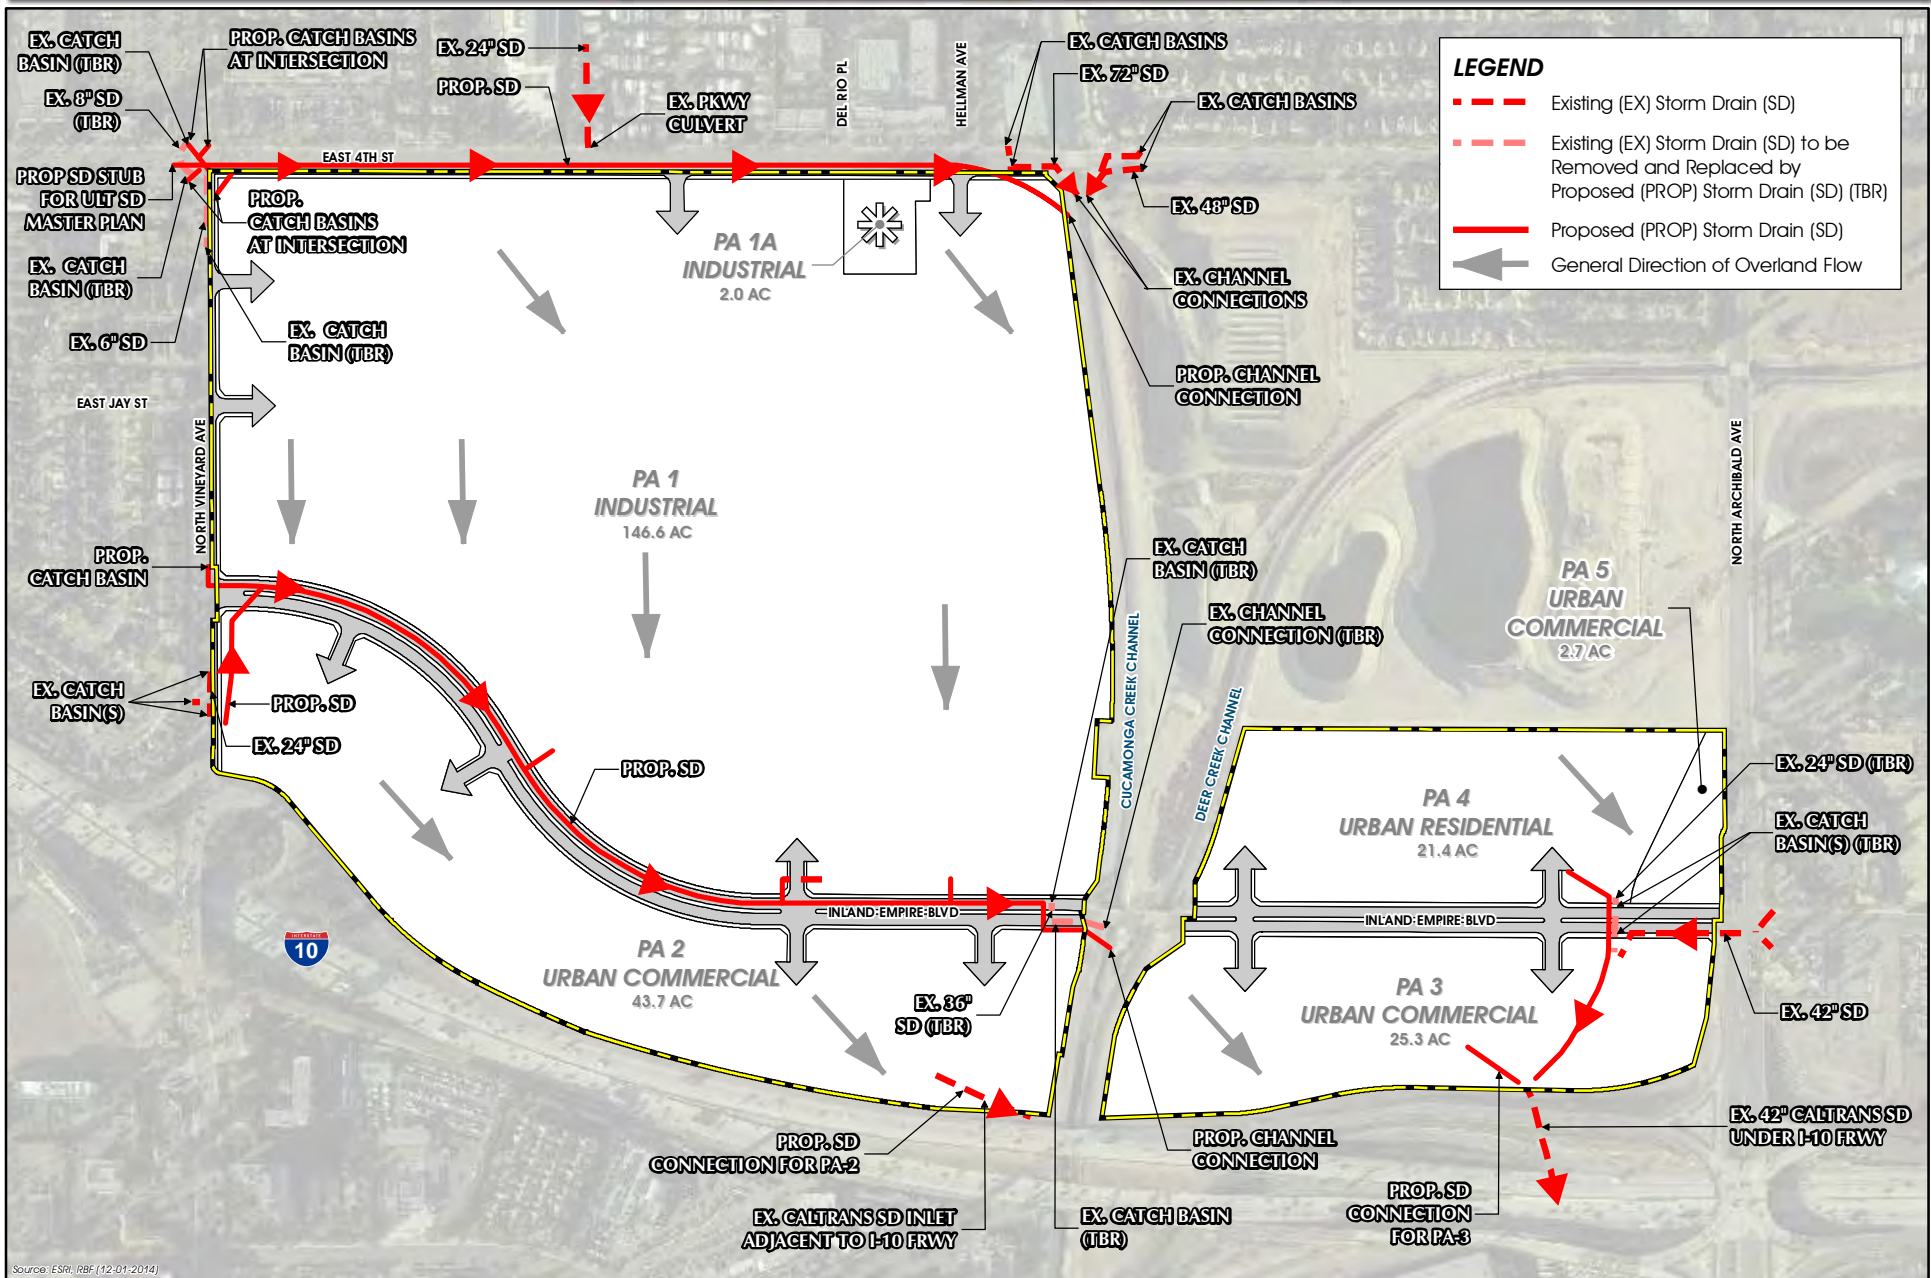 EX. CATCH
BASIN (TBR)
PROP. CATCH BASINS
AT INTERSECTION
EX. 24" SD
PROP. SD
EX. PKWY
CULVERT
DEL RIO PL
HELLMAN AVE
EX. CATCH BASINS
EX. 72" SD
EX. CATCH BASINS
EX. 8" SD
(TBR)
EAST 4TH ST
PROP SD STUB
FOR ULT SD
MASTER PLAN
PROP.
CATCH BASINS
AT INTERSECTION
EX. 48" SD
LEGEND
Existing (EX) Storm Drain (SD)
Existing (EX) Storm Drain (SD) to be
Removed and Replaced by
Proposed (PROP) Storm Drain (SD) (TBR)
Proposed (PROP) Storm Drain (SD)
General Direction of Overland Flow
PA 1A
INDUSTRIAL
2.0 AC
EX. CATCH
BASIN (TBR)
EX. CHANNEL
CONNECTIONS
EX. 6" SD
EX. CATCH
BASIN (TBR)
PROP. CHANNEL
CONNECTION
EAST JAY ST
NORTH VINEYARD AVE
NORTH ARCHIBALD AVE
PA 1
INDUSTRIAL
146.6 AC
PROP.
CATCH BASIN
EX. CATCH
BASIN (TBR)
PA 5
URBAN
COMMERCIAL
2.7 AC
EX. CHANNEL
CONNECTION (TBR)
CUCAMONGA CREEK CHANNEL
DEER CREEK CHANNEL
EX. CATCH
BASIN(S)
PROP. SD
EX. 24" SD
PROP. SD
EX. 24" SD (TBR)
PA 4
URBAN RESIDENTIAL
21.4 AC
EX. CATCH
BASIN(S) (TBR)
INLAND EMPIRE BLVD
INLAND EMPIRE BLVD
INTERSTATE
10
PA 2
URBAN COMMERCIAL
43.7 AC
EX. 36"
SD (TBR)
PA 3
URBAN COMMERCIAL
25.3 AC
EX. 42" SD
PROP. SD
CONNECTION FOR PA-2
PROP. CHANNEL
CONNECTION
EX. 42" CALTRANS SD
UNDER I-10 FRWY
EX. CALTRANS SD INLET
ADJACENT TO I-10 FRWY
EX. CATCH BASIN
(TBR)
PROP. SD
CONNECTION
FOR PA-3
Source: ESRI, RBF (12-01-2014)